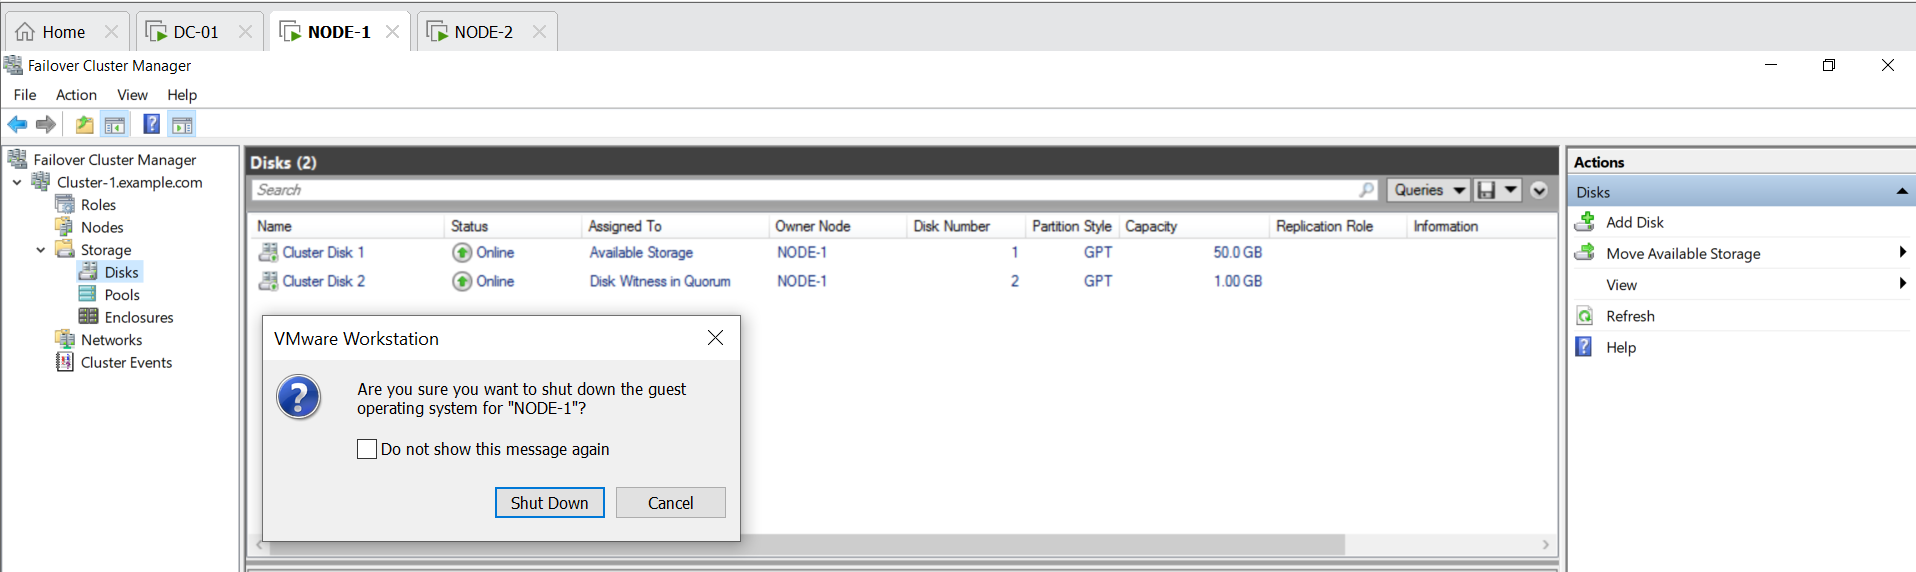 Home DC-01 NODE-1 NODE-2
Failover Cluster Manager
File Action View Help
Failover Cluster Manager
Cluster-1.example.com
Roles
Nodes
Storage
Disks
Pools
Enclosures
Networks
Cluster Events
Disks (2)
Search Queries
Name Status Assigned To Owner Node Disk Number Partition Style Capacity Replication Role Information
Cluster Disk 1 Online Available Storage NODE-1 1 GPT 50.0 GB
Cluster Disk 2 Online Disk Witness in Quorum NODE-1 2 GPT 1.00 GB
VMware Workstation
Are you sure you want to shut down the guest
operating system for "NODE-1"?
Do not show this message again
Shut Down Cancel
Actions
Disks
Add Disk
Move Available Storage
View
Refresh
Help